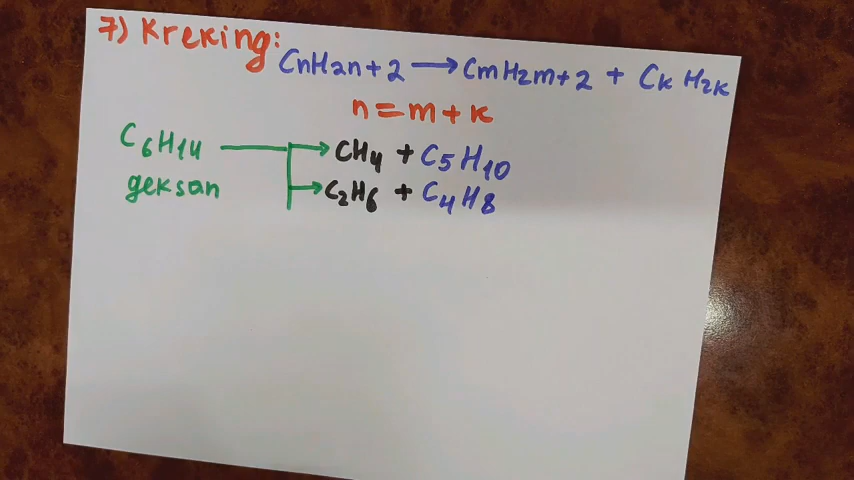 7) Kreking:
CnH2n+2 → CmH2m+2 + CkH2k
n=m+k
C6H14 → CH4 + C5H10
geksan → C2H6 + C4H8